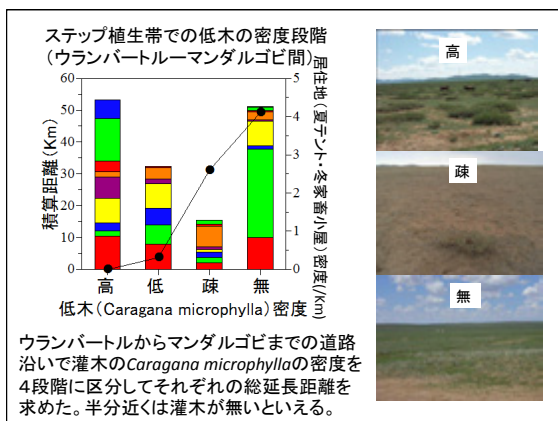 ステップ植生帯での低木の密度段階
(ウランバートルーマンダルゴビ間)
60
50
40
30
20
10
0
積算距離(Km)
5
4
3
2
1
0
居住地(夏テント・冬家畜小屋)密度(/Km)
高 低 疎 無
低木(Caragana microphylla)密度
高
疎
無
ウランバートルからマンダルゴビまでの道路
沿いで灌木のCaragana microphyllaの密度を
4段階に区分してそれぞれの総延長距離を
求めた。半分近くは灌木が無いといえる。